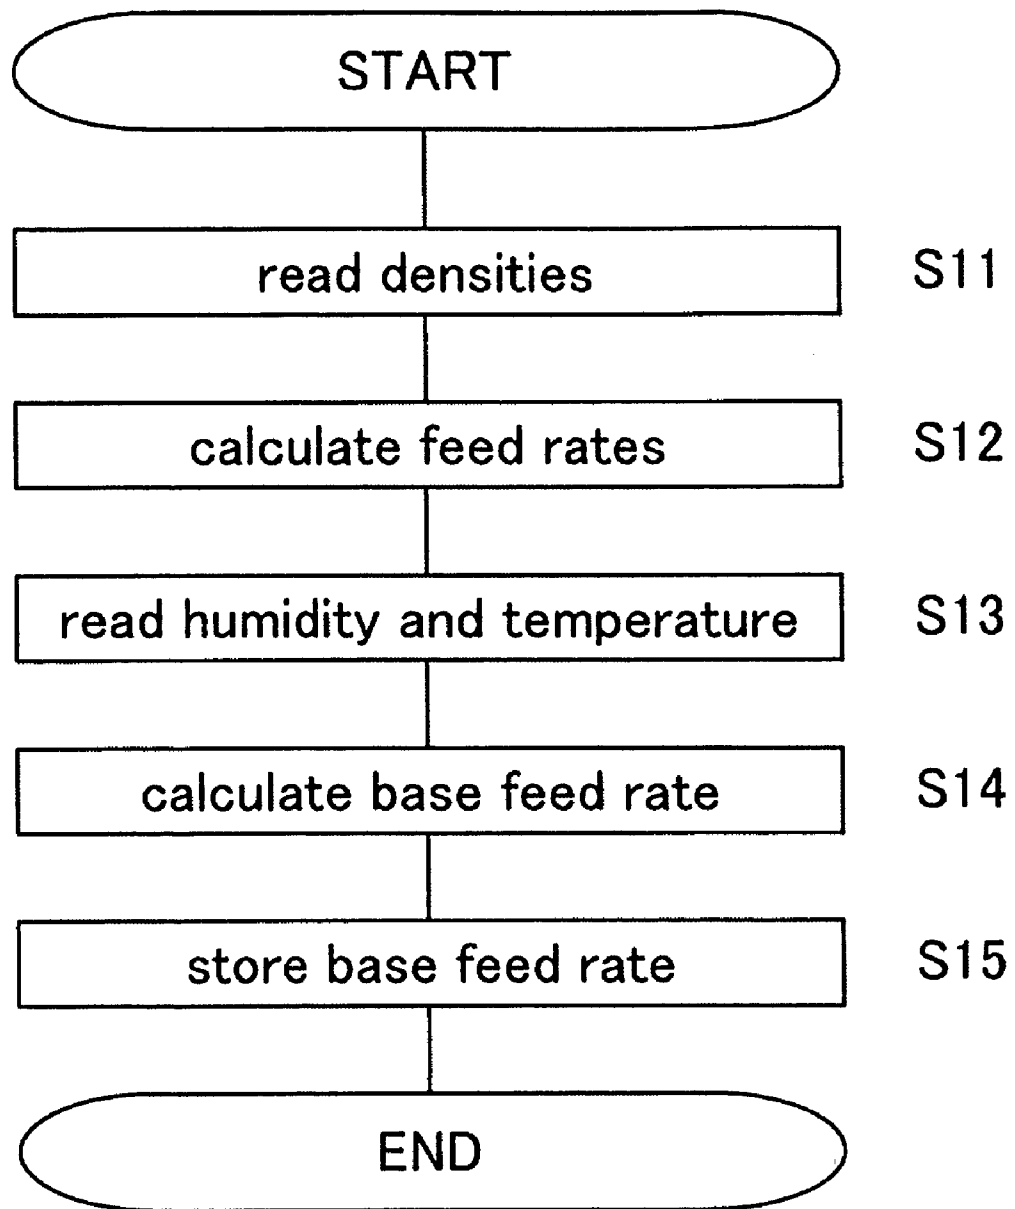 START
read densities S11
calculate feed rates S12
read humidity and temperature S13
calculate base feed rate S14
store base feed rate S15
END